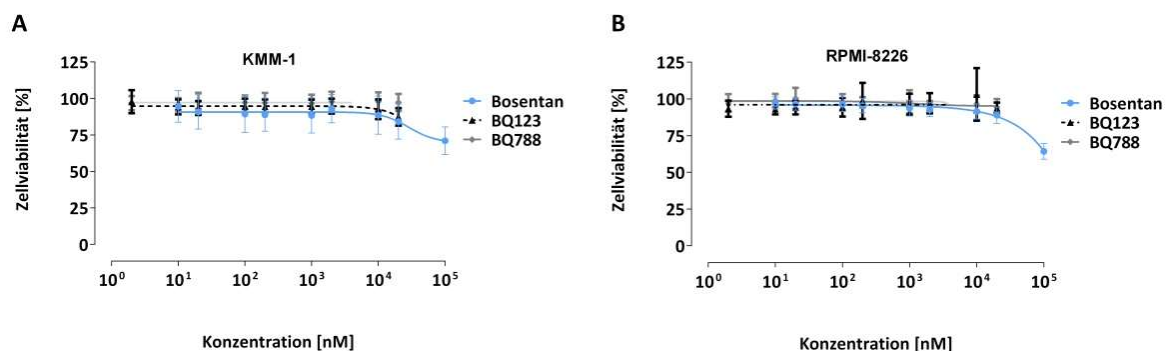 A
KMM-1
Zellviabilität [%]
125
100
75
50
25
0
10⁰ 10¹ 10² 10³ 10⁴ 10⁵
Konzentration [nM]
Bosentan
BQ123
BQ788
B
RPMI-8226
Zellviabilität [%]
125
100
75
50
25
0
10⁰ 10¹ 10² 10³ 10⁴ 10⁵
Konzentration [nM]
Bosentan
BQ123
BQ788